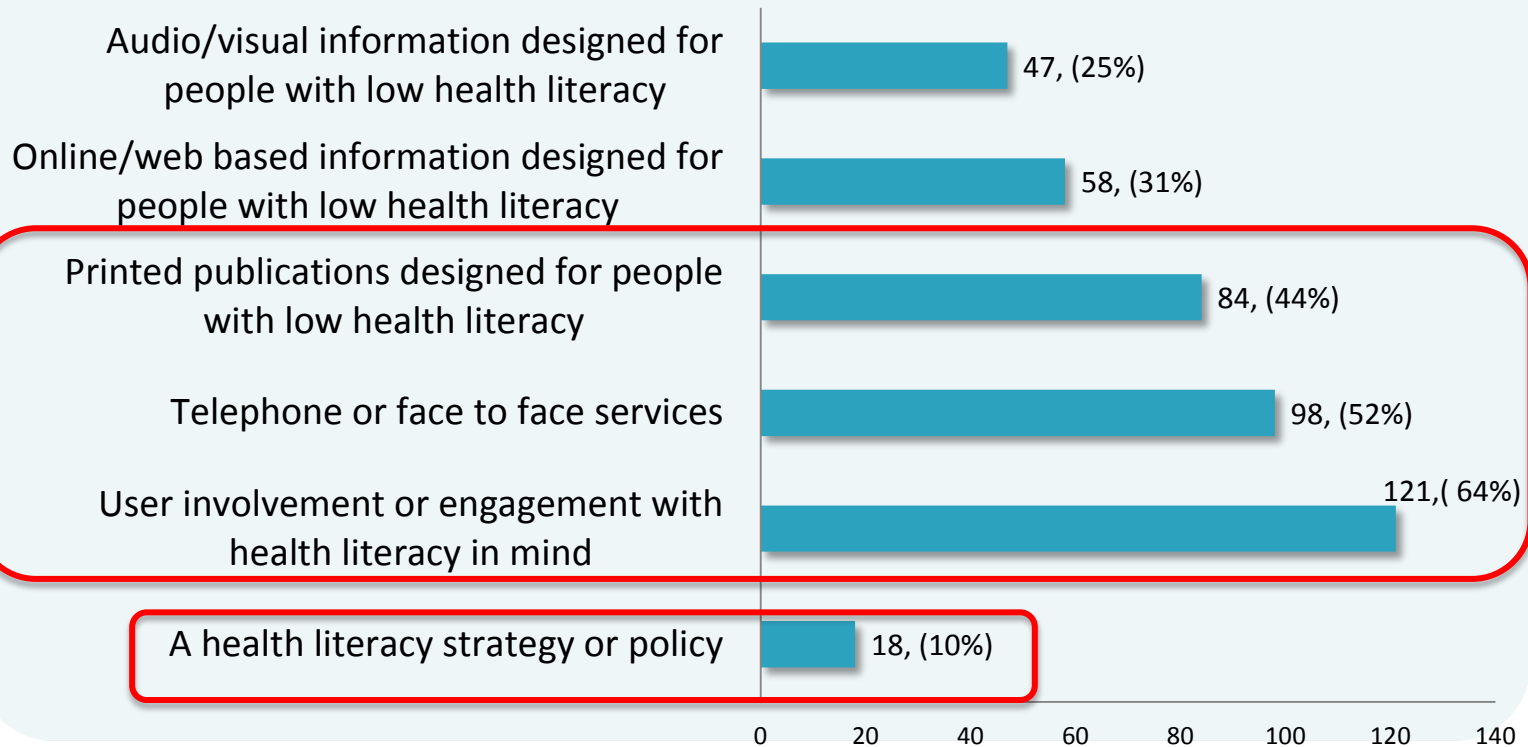 Audio/visual information designed for
people with low health literacy
47, (25%)
Online/web based information designed for
people with low health literacy
58, (31%)
Printed publications designed for people
with low health literacy
84, (44%)
Telephone or face to face services
98, (52%)
User involvement or engagement with
health literacy in mind
121,( 64%)
A health literacy strategy or policy
18, (10%)
0 20 40 60 80 100 120 140